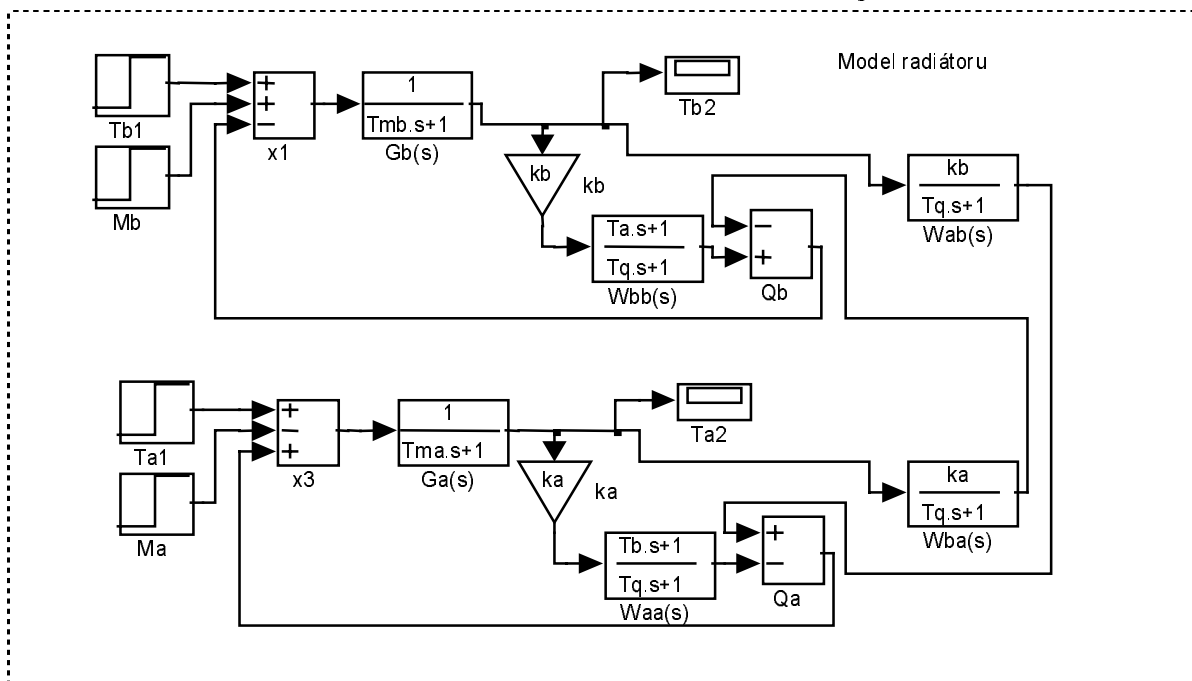 Model radiátoru
Tb1
Mb
+
+
−
x1
1
Tmb.s+1
Gb(s)
Tb2
kb
kb
Ta.s+1
Tq.s+1
Wbb(s)
−
+
Qb
kb
Tq.s+1
Wab(s)
Ta1
Ma
+
−
+
x3
1
Tma.s+1
Ga(s)
Ta2
ka
ka
Tb.s+1
Tq.s+1
Waa(s)
+
−
Qa
ka
Tq.s+1
Wba(s)